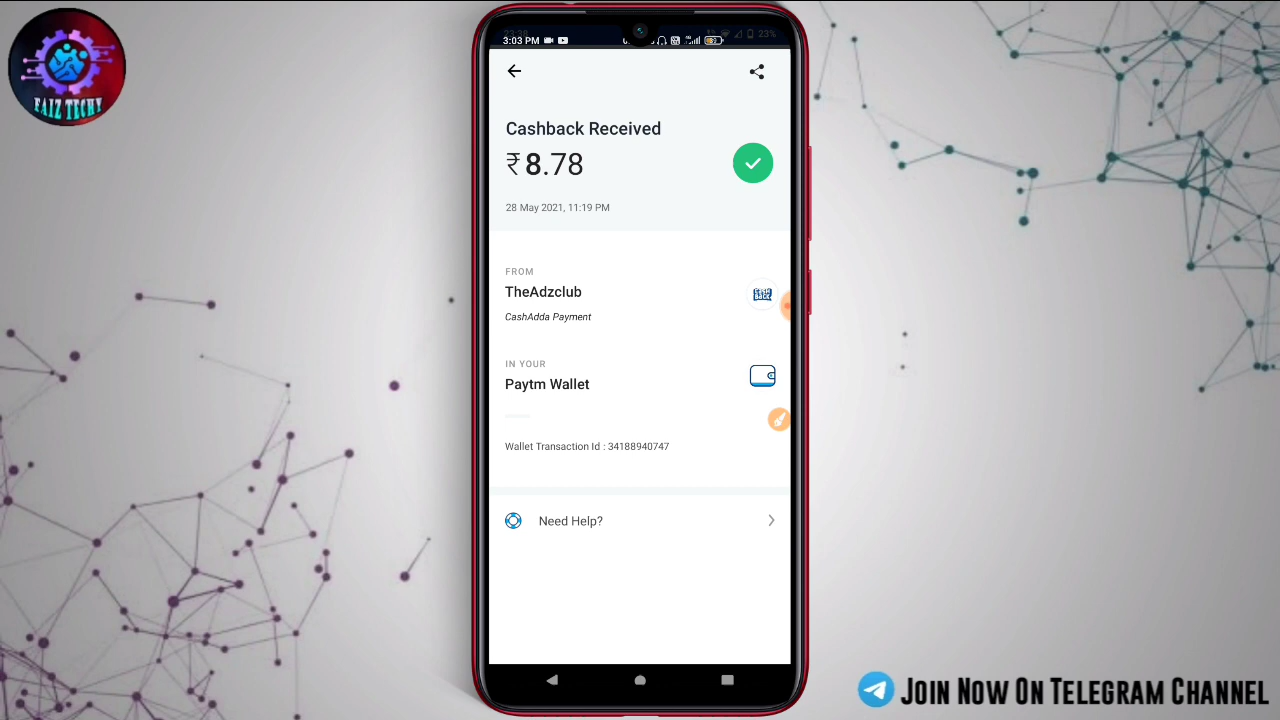 FAIZ TECHY
3:03 PM
23%
Cashback Received
₹8.78
28 May 2021, 11:19 PM
FROM
TheAdzclub
CashAdda Payment
IN YOUR
Paytm Wallet
Wallet Transaction Id : 34188940747
Need Help?
JOIN NOW ON TELEGRAM CHANNEL